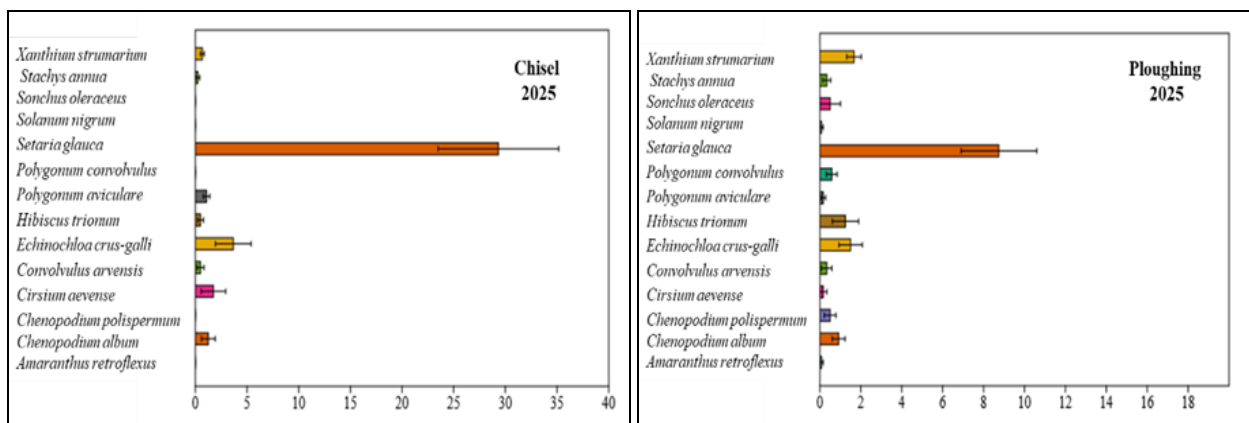 Xanthium strumarium
Stachys annua
Sonchus oleraceus
Solanum nigrum
Setaria glauca
Polygonum convolvulus
Polygonum aviculare
Hibiscus trionum
Echinochloa crus-galli
Convolvulus arvensis
Cirsium aevense
Chenopodium polispermum
Chenopodium album
Amaranthus retroflexus
Chisel
2025
0 5 10 15 20 25 30 35 40
Xanthium strumarium
Stachys annua
Sonchus oleraceus
Solanum nigrum
Setaria glauca
Polygonum convolvulus
Polygonum aviculare
Hibiscus trionum
Echinochloa crus-galli
Convolvulus arvensis
Cirsium aevense
Chenopodium polispermum
Chenopodium album
Amaranthus retroflexus
Ploughing
2025
0 2 4 6 8 10 12 14 16 18